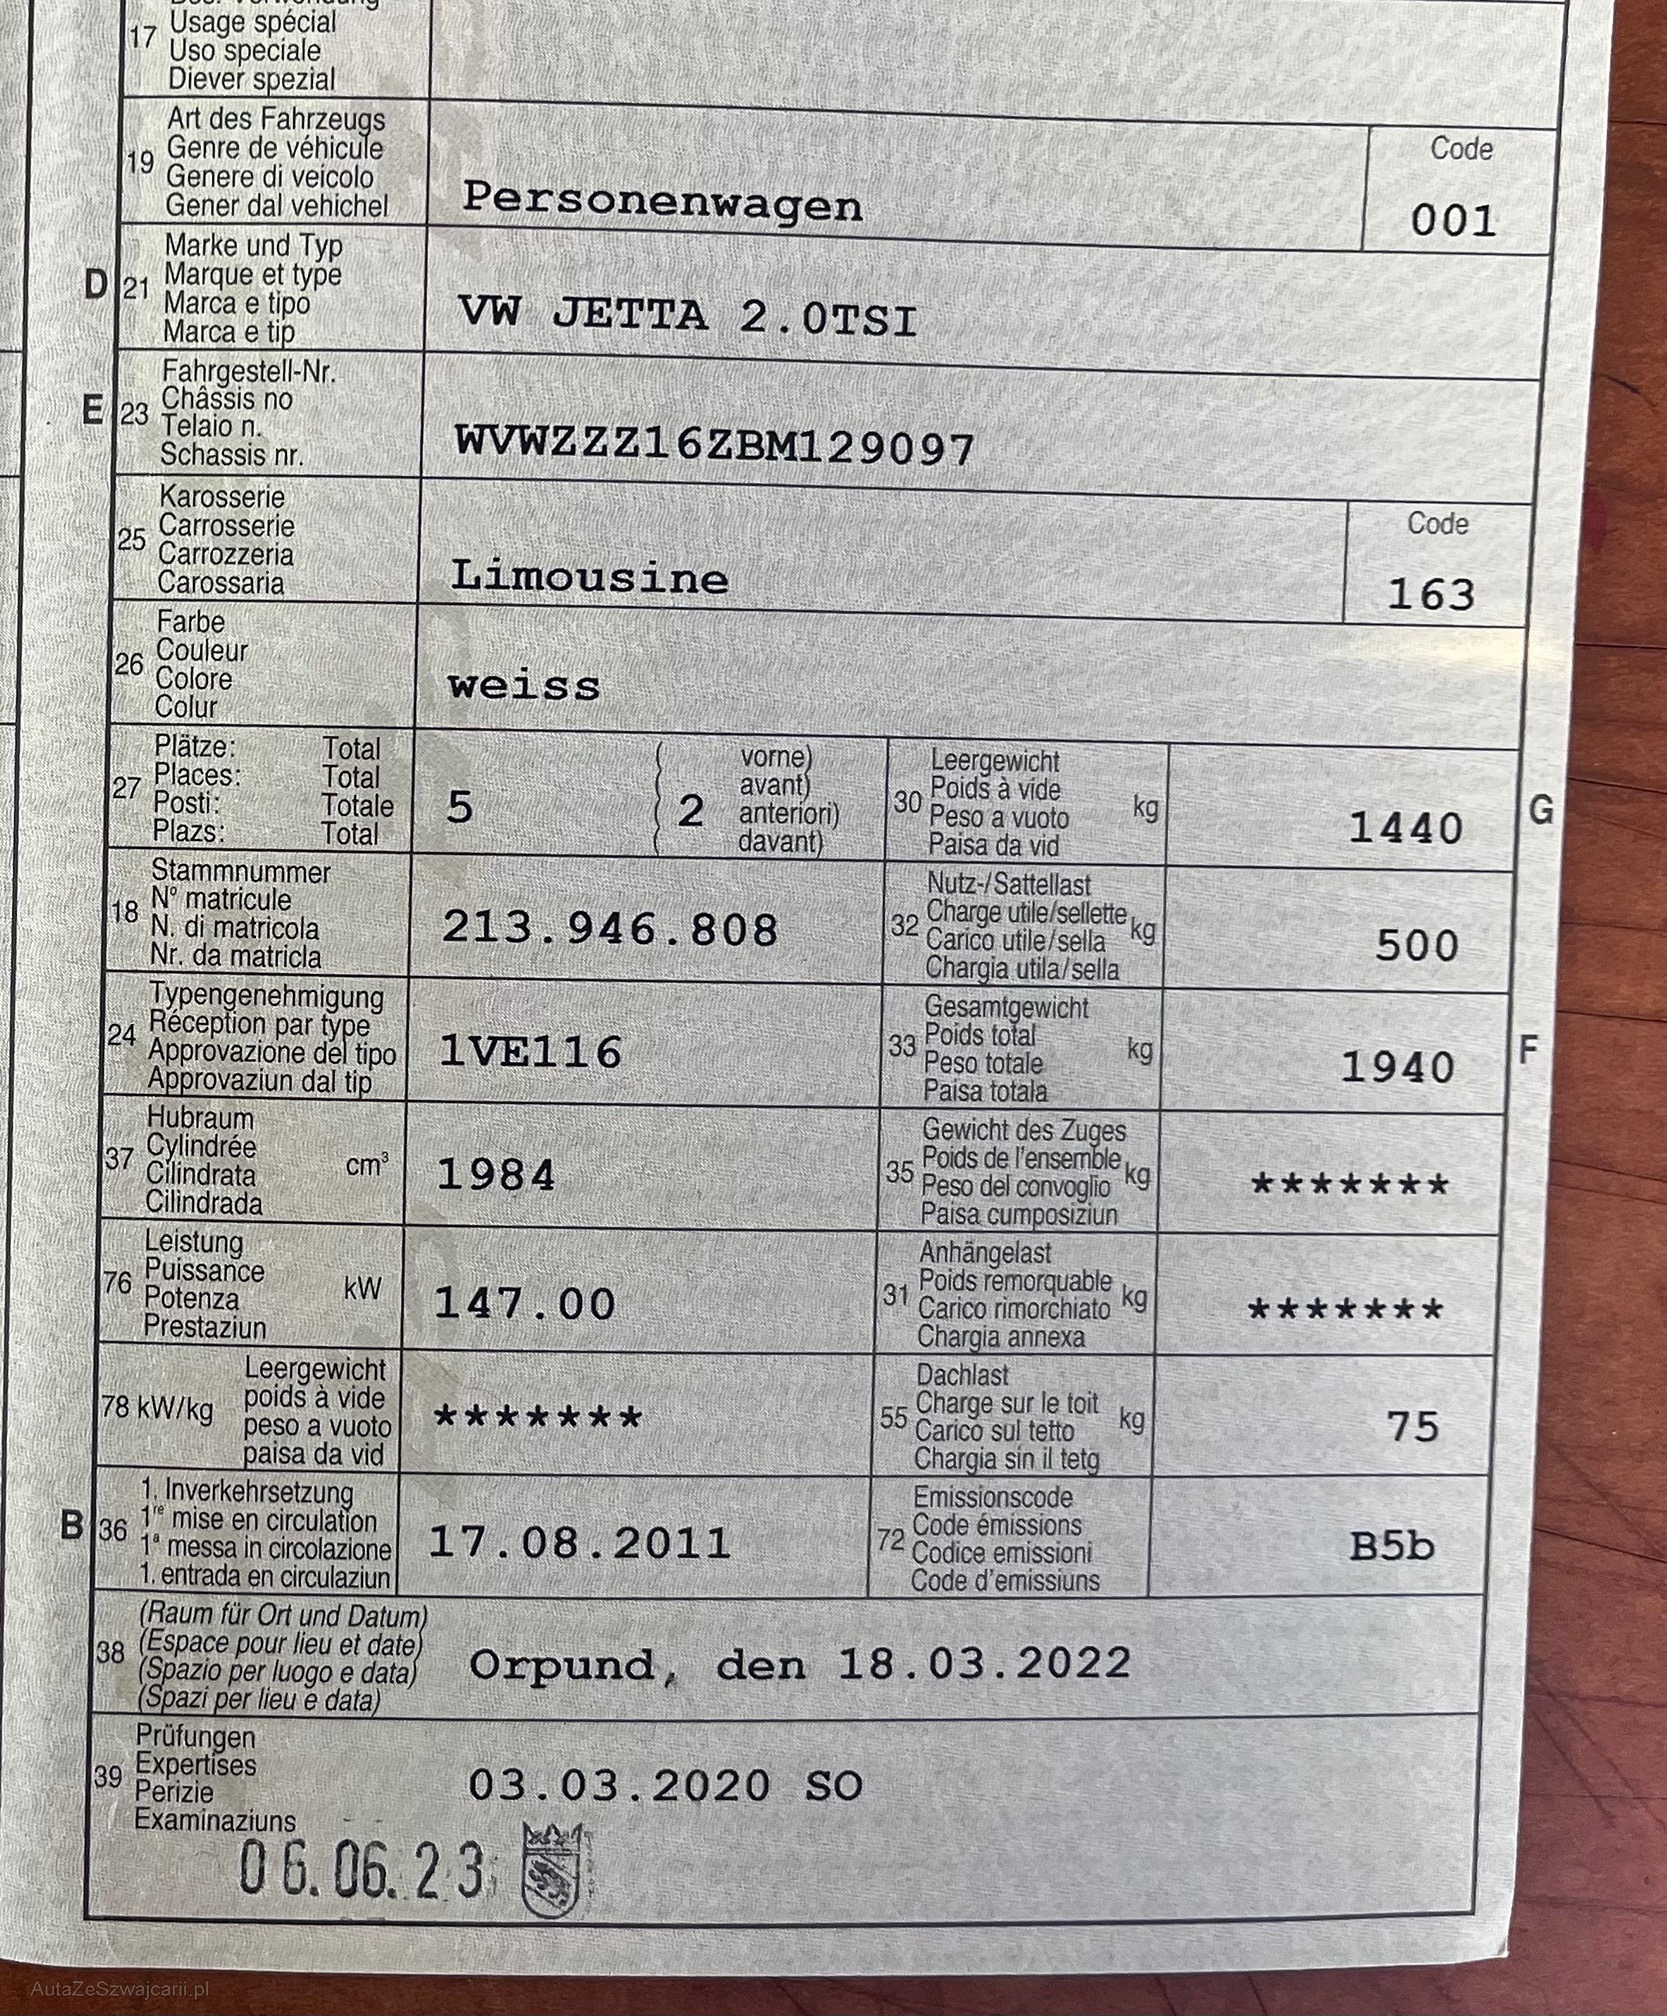 17 Usage spécial
Uso speciale
Diever spezial
19 Art des Fahrzeugs
Genre de véhicule
Genere di veicolo
Gener dal vehichel
Personenwagen
Code
001
D 21 Marke und Typ
Marque et type
Marca e tipo
Marca e tip
VW JETTA 2.0TSI
E 23 Fahrgestell-Nr.
Châssis no
Telaio n.
Schassis nr.
WVWZZZ16ZBM129097
25 Karosserie
Carrosserie
Carrozzeria
Carossaria
Limousine
Code
163
26 Farbe
Couleur
Colore
Colur
weiss
27 Plätze: Total
Places: Total
Posti: Totale
Plazs: Total
5
( 2 vorne)
avant)
anteriori)
davant)
30 Leergewicht
Poids à vide
Peso a vuoto
Paisa da vid
kg
1440
G
18 Stammnummer
N° matricule
N. di matricola
Nr. da matricla
213.946.808
32 Nutz-/Sattellast
Charge utile/sellette
Carico utile/sella
Chargia utila/sella
kg
500
24 Typengenehmigung
Réception par type
Approvazione del tipo
Approvaziun dal tip
1VE116
33 Gesamtgewicht
Poids total
Peso totale
Paisa totala
kg
1940
F
37 Hubraum
Cylindrée
Cilindrata
Cilindrada
cm³
1984
35 Gewicht des Zuges
Poids de l'ensemble
Peso del convoglio
Paisa cumposiziun
kg
*******
76 Leistung
Puissance
Potenza
Prestaziun
kW
147.00
31 Anhängelast
Poids remorquable
Carico rimorchiato
Chargia annexa
kg
*******
78 kW/kg Leergewicht
poids à vide
peso a vuoto
paisa da vid
*******
55 Dachlast
Charge sur le toit
Carico sul tetto
Chargia sin il tetg
kg
75
B 36 1. Inverkehrsetzung
1re mise en circulation
1a messa in circolazione
1. entrada en circulaziun
17.08.2011
72 Emissionscode
Code émissions
Codice emissioni
Code d'emissiuns
B5b
38 (Raum für Ort und Datum)
(Espace pour lieu et date)
(Spazio per luogo e data)
(Spazi per lieu e data)
Orpund, den 18.03.2022
39 Prüfungen
Expertises
Perizie
Examinaziuns
03.03.2020 SO
06.06.23
AutaZeSzwajcarii.pl